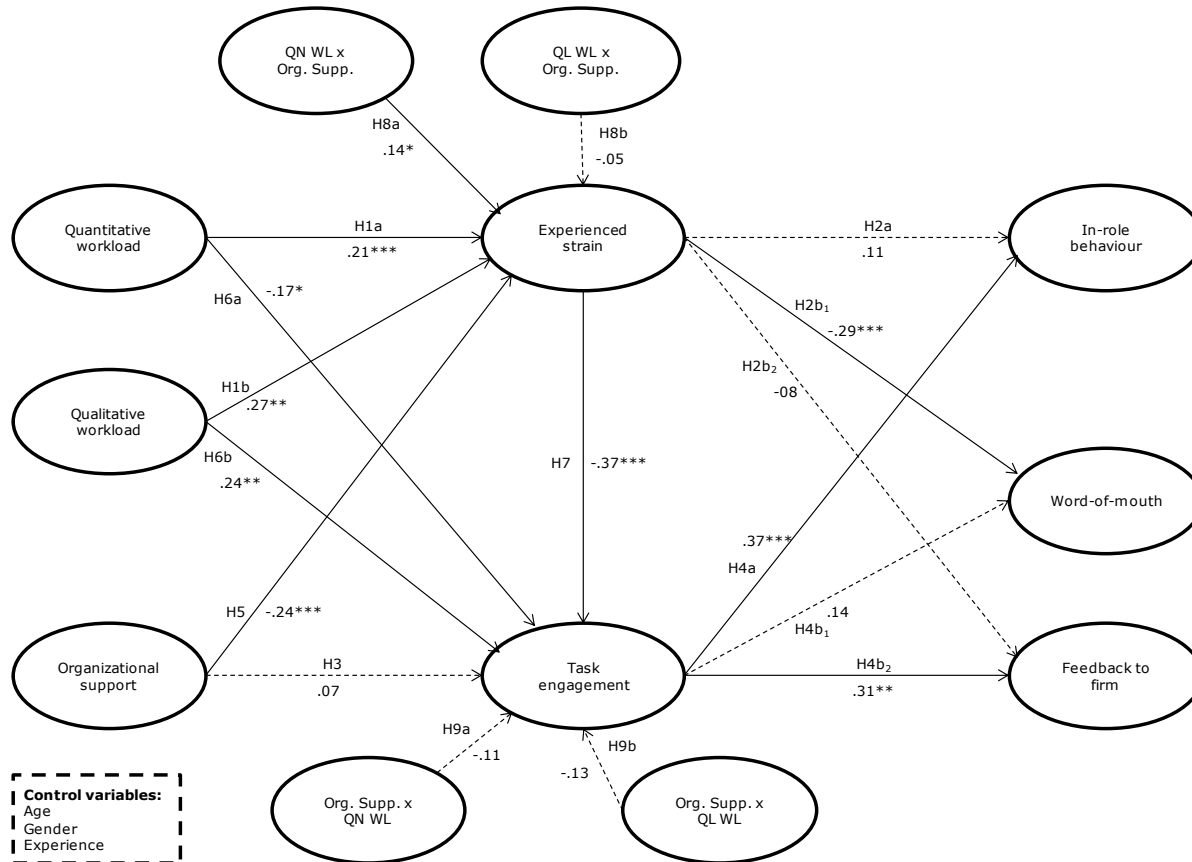 QN WL x
Org. Supp.
QL WL x
Org. Supp.
H8a
.14*
H8b
-.05
Quantitative
workload
H1a
.21***
Experienced
strain
H2a
.11
In-role
behaviour
H6a
-.17*
H2b₁
-.29***
H2b₂
-08
Qualitative
workload
H1b
.27**
H6b
.24**
H7
-.37***
Word-of-mouth
.37***
H4a
.14
H4b₁
H5
-.24***
Organizational
support
H3
.07
Task
engagement
H4b₂
.31**
Feedback to
firm
H9a
-.11
H9b
-.13
Org. Supp. x
QN WL
Org. Supp. x
QL WL
Control variables:
Age
Gender
Experience